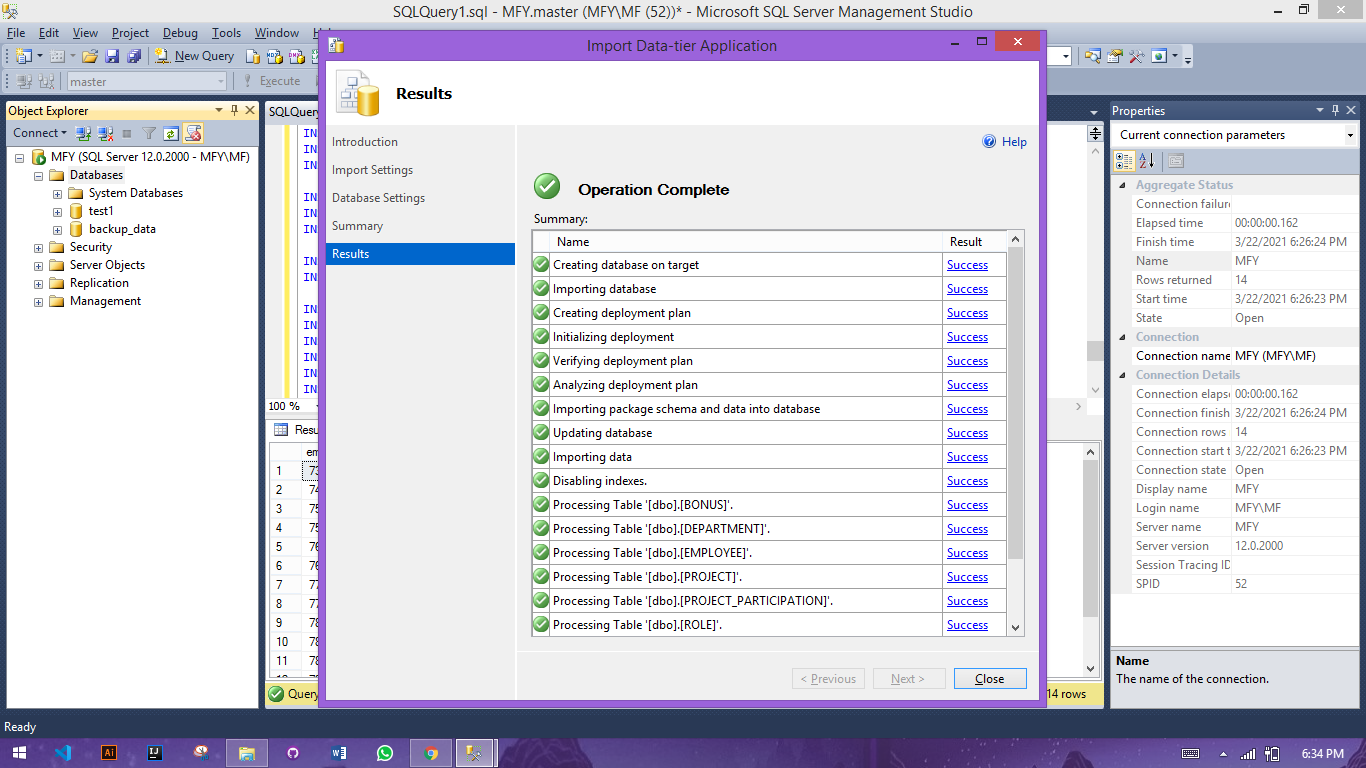 SQLQuery1.sql - MFY.master (MFY\MF (52))* - Microsoft SQL Server Management Studio
File Edit View Project Debug Tools Window
New Query
master
Execute
Object Explorer
Connect
MFY (SQL Server 12.0.2000 - MFY\MF)
Databases
System Databases
test1
backup_data
Security
Server Objects
Replication
Management
SQLQuery
IN
IN
IN
IN
IN
IN
IN
IN
IN
IN
IN
IN
IN
IN
100 %
Resu
em
1 73
2 74
3 75
4 75
5 76
6 76
7 77
8 77
9 78
10 78
11 78
Query
14 rows
Import Data-tier Application
Results
Introduction
Import Settings
Database Settings
Summary
Results
Help
Operation Complete
Summary:
Name Result
Creating database on target Success
Importing database Success
Creating deployment plan Success
Initializing deployment Success
Verifying deployment plan Success
Analyzing deployment plan Success
Importing package schema and data into database Success
Updating database Success
Importing data Success
Disabling indexes. Success
Processing Table '[dbo].[BONUS]'. Success
Processing Table '[dbo].[DEPARTMENT]'. Success
Processing Table '[dbo].[EMPLOYEE]'. Success
Processing Table '[dbo].[PROJECT]'. Success
Processing Table '[dbo].[PROJECT_PARTICIPATION]'. Success
Processing Table '[dbo].[ROLE]'. Success
< Previous Next > Close
Properties
Current connection parameters
Aggregate Status
Connection failure
Elapsed time 00:00:00.162
Finish time 3/22/2021 6:26:24 PM
Name MFY
Rows returned 14
Start time 3/22/2021 6:26:23 PM
State Open
Connection
Connection name MFY (MFY\MF)
Connection Details
Connection elapse 00:00:00.162
Connection finish 3/22/2021 6:26:24 PM
Connection rows 14
Connection start t 3/22/2021 6:26:23 PM
Connection state Open
Display name MFY
Login name MFY\MF
Server name MFY
Server version 12.0.2000
Session Tracing ID
SPID 52
Name
The name of the connection.
Ready
6:34 PM